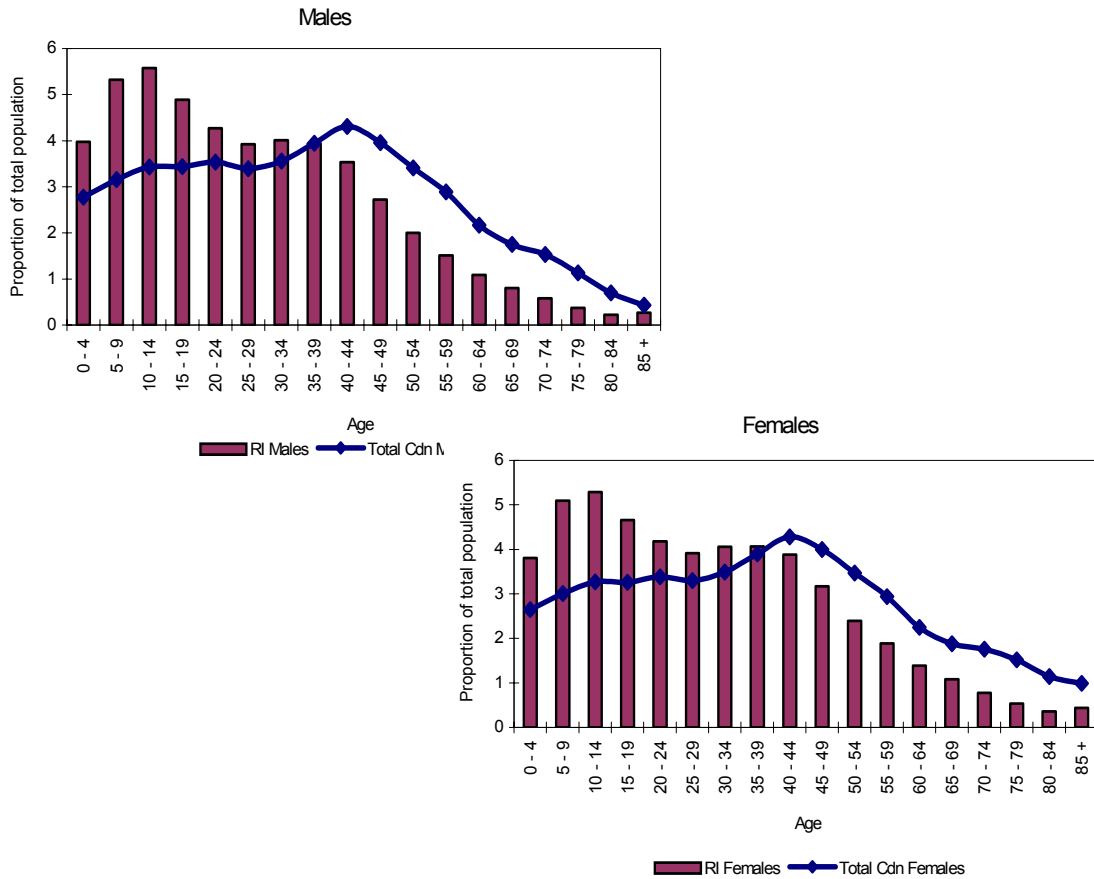 Males
Proportion of total population
6
5
4
3
2
1
0
0 - 4
5 - 9
10 - 14
15 - 19
20 - 24
25 - 29
30 - 34
35 - 39
40 - 44
45 - 49
50 - 54
55 - 59
60 - 64
65 - 69
70 - 74
75 - 79
80 - 84
85 +
Age
RI Males Total Cdn M
Females
Proportion of total population
6
5
4
3
2
1
0
0 - 4
5 - 9
10 - 14
15 - 19
20 - 24
25 - 29
30 - 34
35 - 39
40 - 44
45 - 49
50 - 54
55 - 59
60 - 64
65 - 69
70 - 74
75 - 79
80 - 84
85 +
Age
RI Females Total Cdn Females